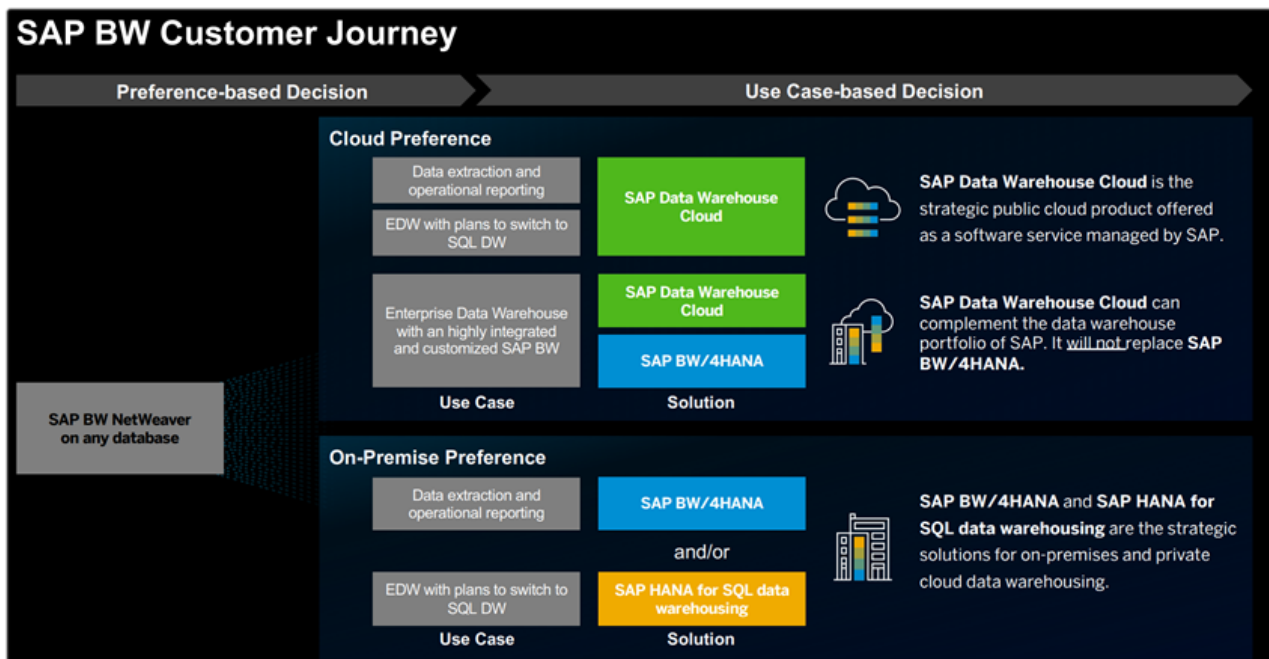 SAP BW Customer Journey
Preference-based Decision
Use Case-based Decision
Cloud Preference
Data extraction and
operational reporting
EDW with plans to switch to
SQL DW
SAP Data Warehouse
Cloud
SAP Data Warehouse Cloud is the
strategic public cloud product offered
as a software service managed by SAP.
Enterprise Data Warehouse
with an highly integrated
and customized SAP BW
SAP Data Warehouse
Cloud
SAP BW/4HANA
SAP Data Warehouse Cloud can
complement the data warehouse
portfolio of SAP. It will not replace SAP
BW/4HANA.
Use Case
Solution
SAP BW NetWeaver
on any database
On-Premise Preference
Data extraction and
operational reporting
SAP BW/4HANA
and/or
EDW with plans to switch to
SQL DW
SAP HANA for SQL data
warehousing
SAP BW/4HANA and SAP HANA for
SQL data warehousing are the strategic
solutions for on-premises and private
cloud data warehousing.
Use Case
Solution